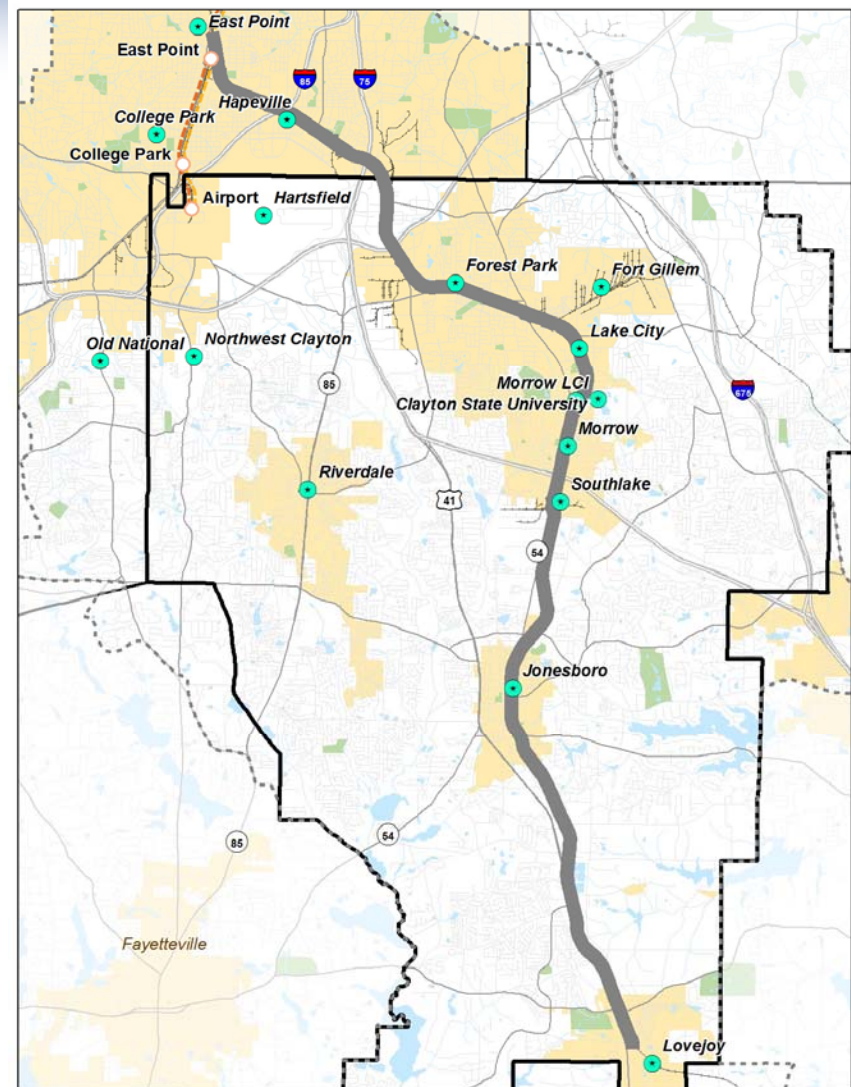 East Point
East Point
85
75
College Park
Hapeville
College Park
Airport
Hartsfield
Forest Park
Fort Gillem
Lake City
Old National
Northwest Clayton
85
Morrow LCI
675
Clayton State University
Morrow
Riverdale
41
Southlake
54
Jonesboro
54
85
Fayetteville
Lovejoy